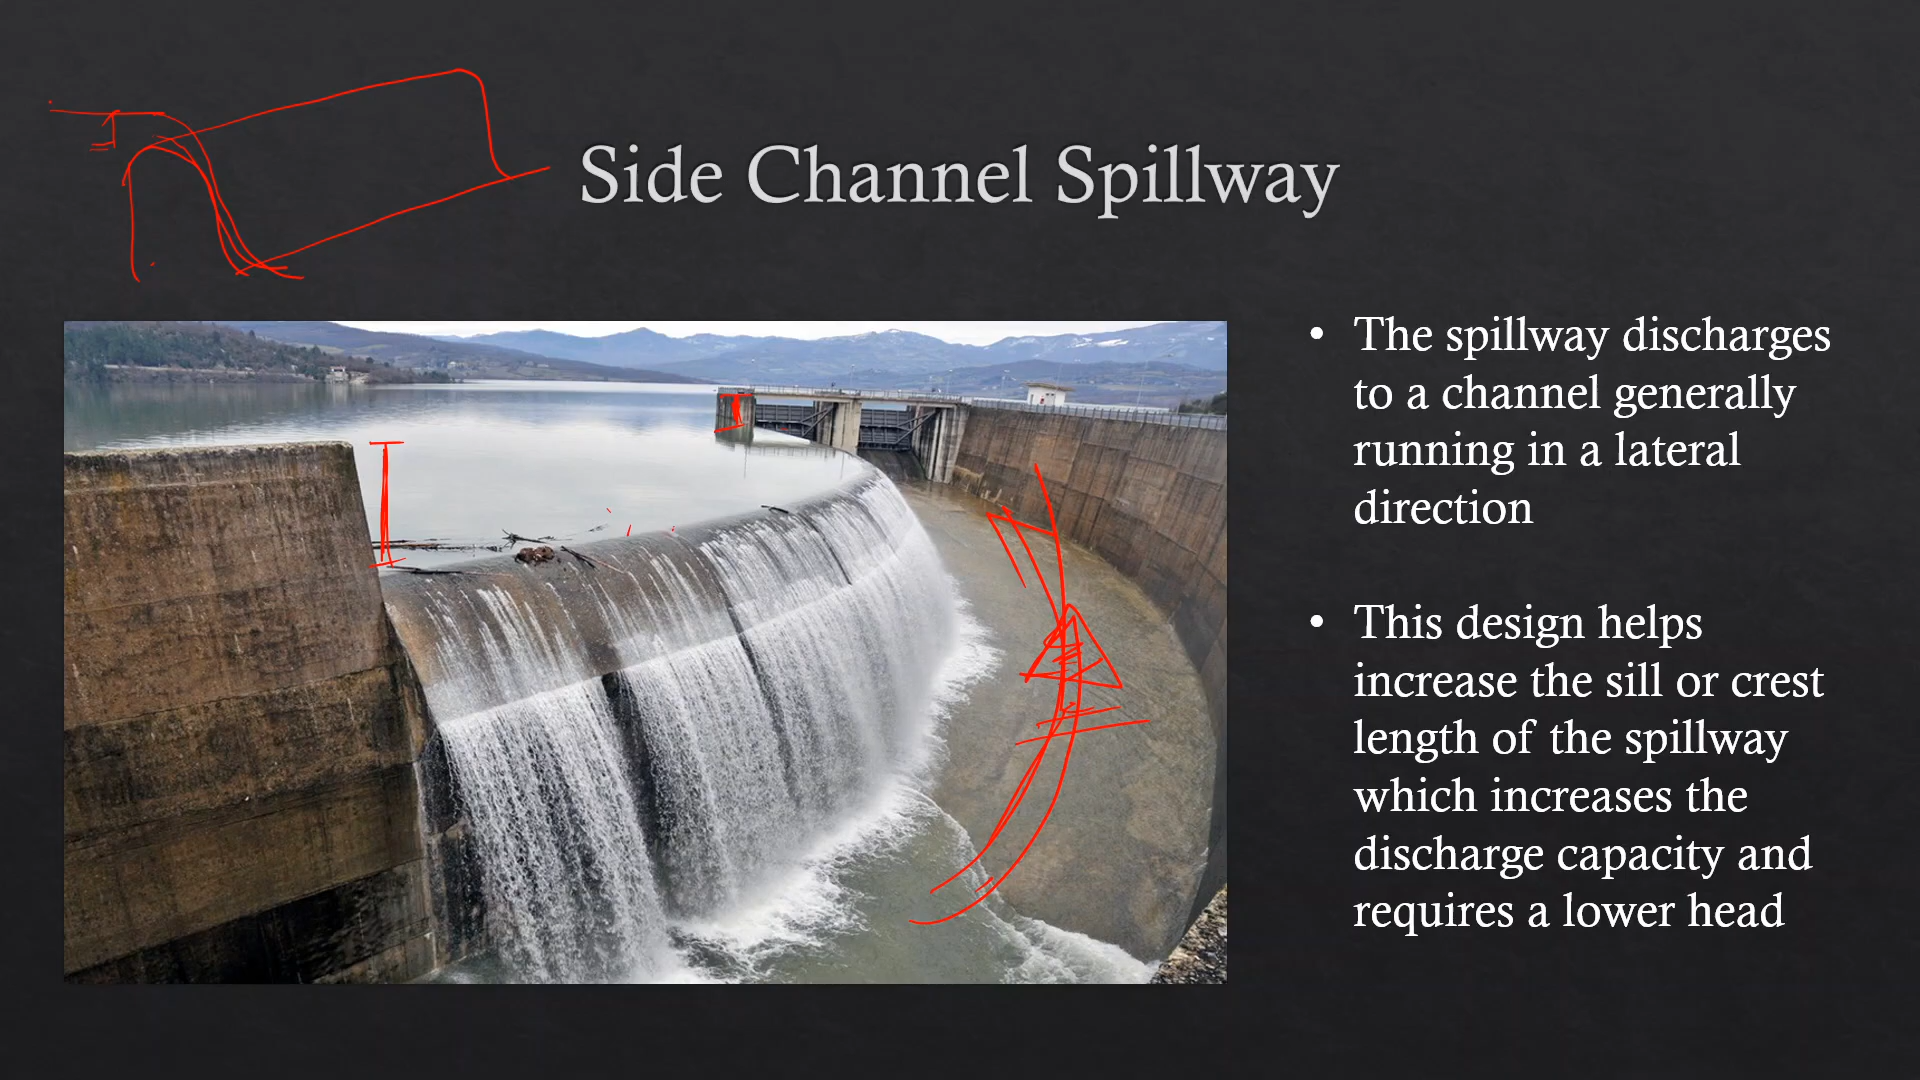 Side Channel Spillway
• The spillway discharges
to a channel generally
running in a lateral
direction
• This design helps
increase the sill or crest
length of the spillway
which increases the
discharge capacity and
requires a lower head